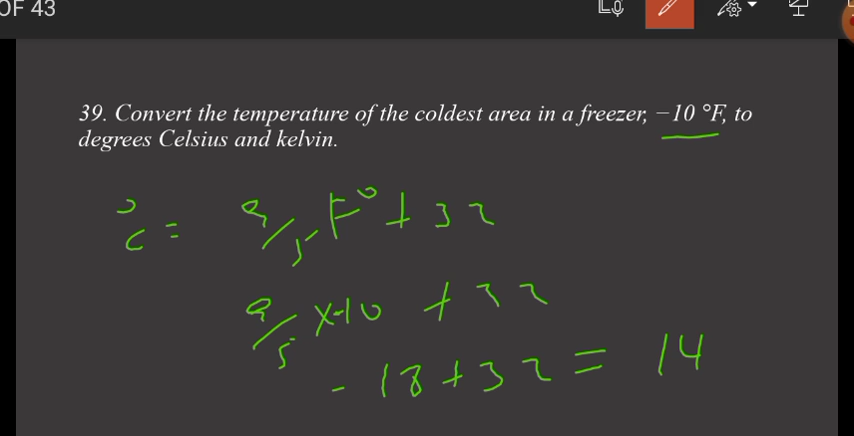 OF 43
39. Convert the temperature of the coldest area in a freezer, −10 °F, to
degrees Celsius and kelvin.
°C = 9/5 F° + 32
9/5 x -10 + 32
- 18 + 32 = 14